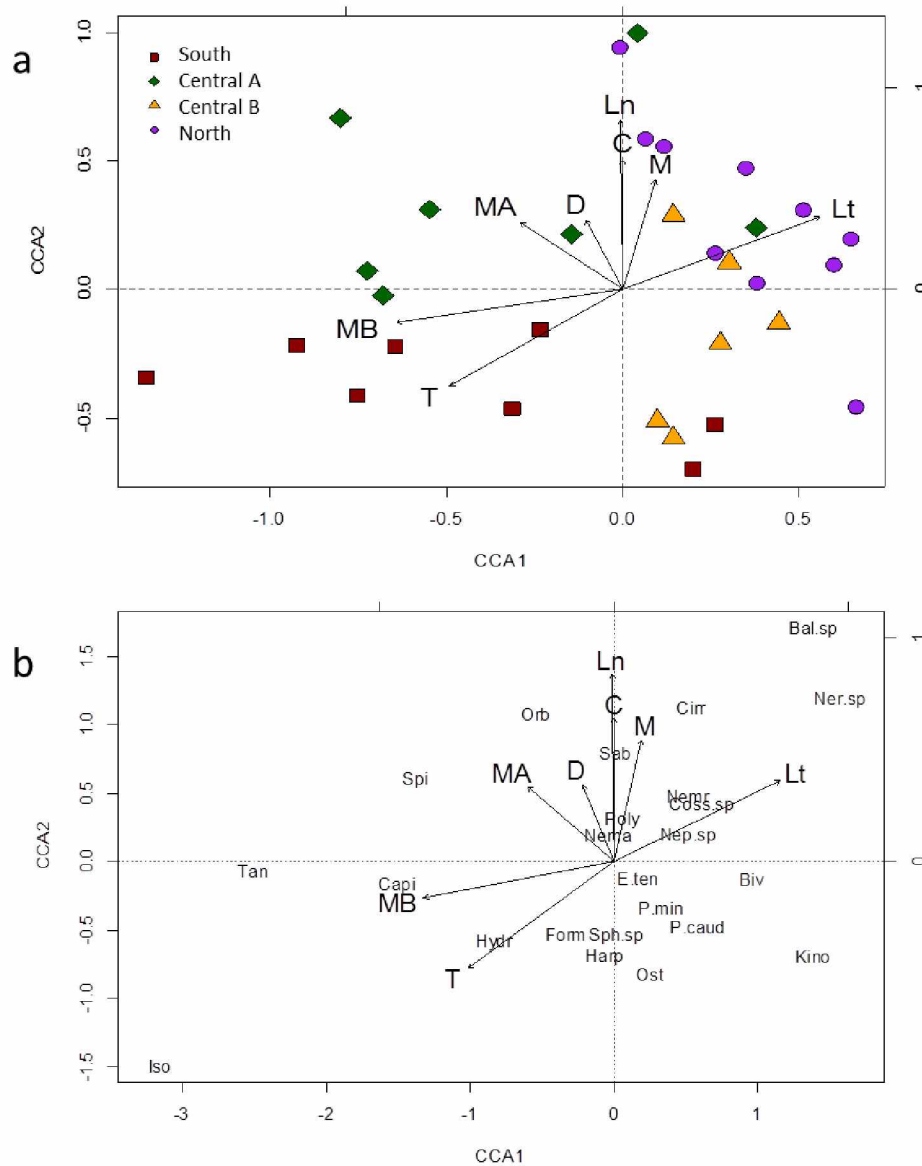 a
South
Central A
Central B
North
Ln
C
M
MA
D
Lt
MB
T
CCA2
1.0
0.5
0.0
-0.5
1
0
-1.0
-0.5
0.0
0.5
CCA1
b
Bal.sp
Ln
Ner.sp
C
Cirr
Orb
M
Sab
MA
D
Lt
Spi
Nemr
Coss.sp
Poly
Nema
Nep.sp
Tan
Capi
E.ten
Biv
MB
P.min
P.caud
Hydr
Form
Sph.sp
Harp
Kino
T
Ost
Iso
CCA2
1.5
1.0
0.5
0.0
-0.5
-1.0
-1.5
1
0
-3
-2
-1
0
1
CCA1